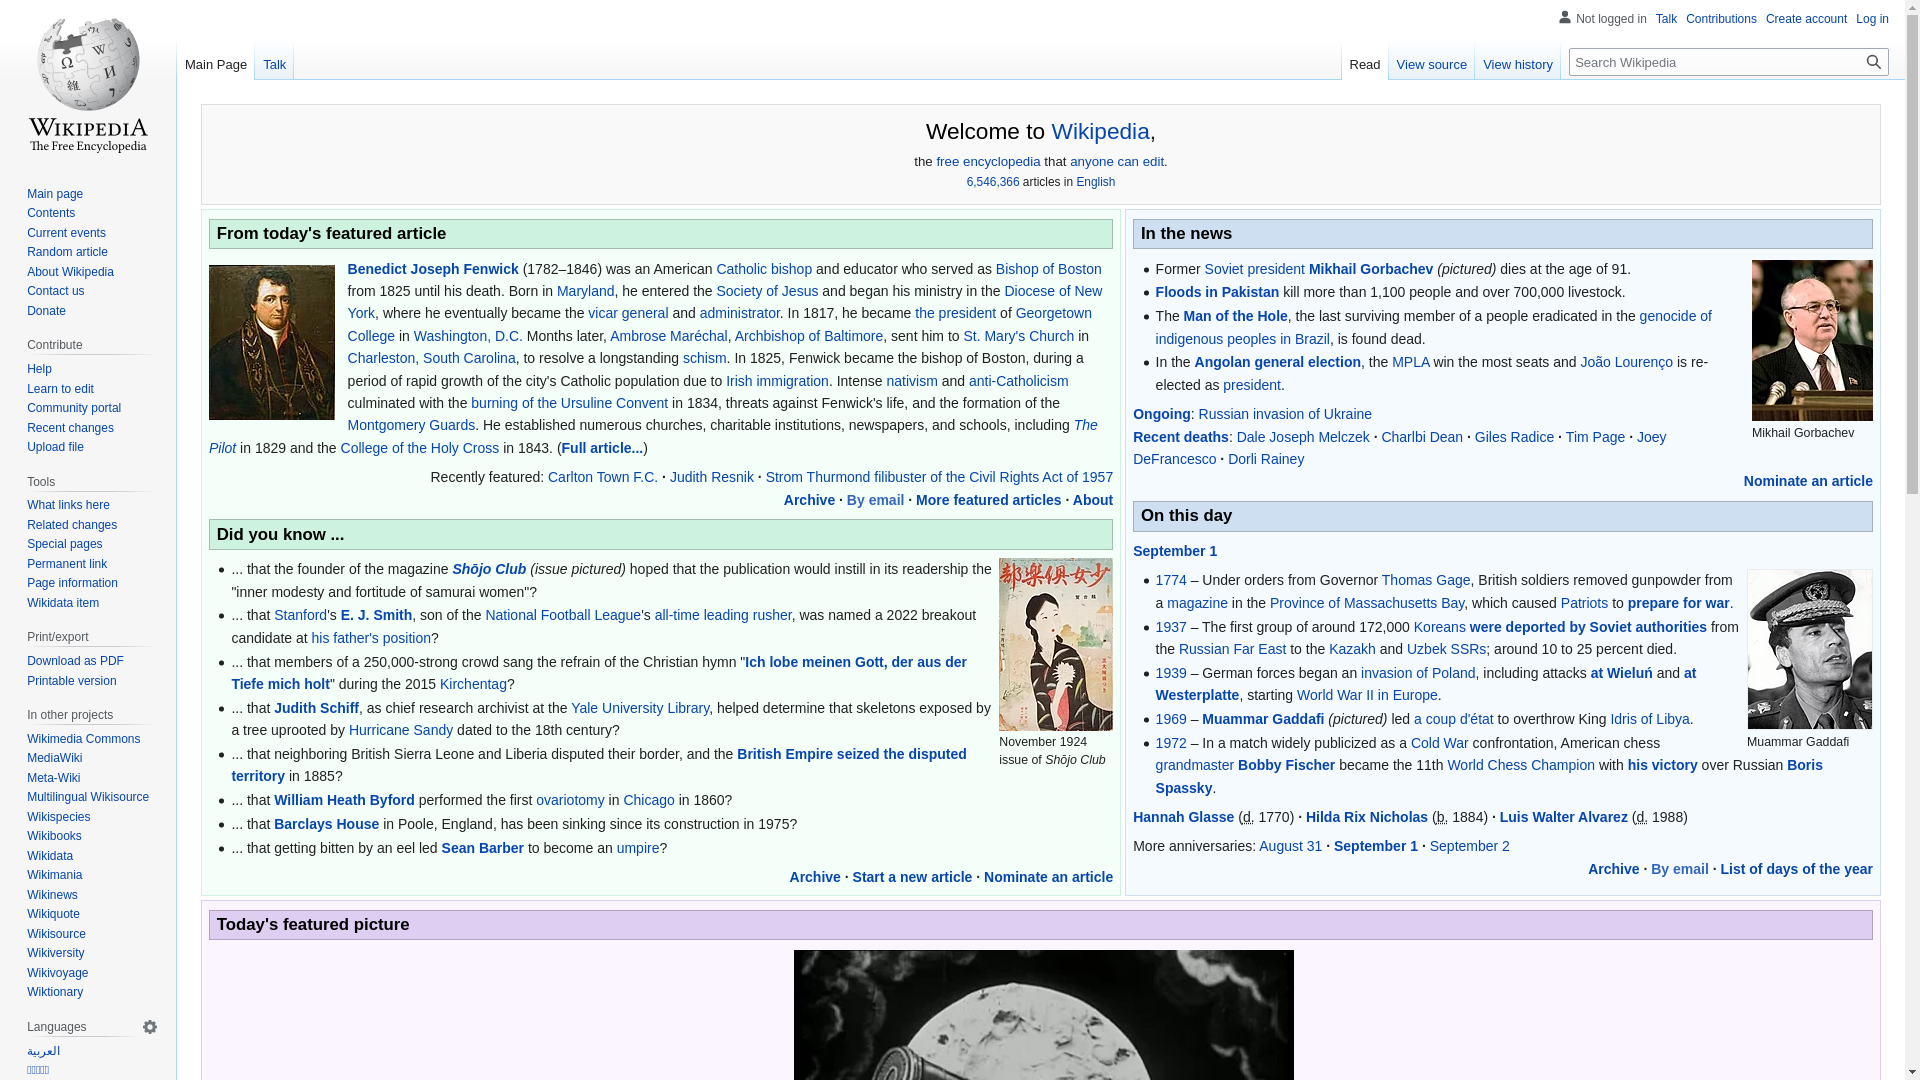 Not logged in Talk Contributions Create account Log in
Main Page Talk
Read View source View history Search Wikipedia
WIKIPEDIA
The Free Encyclopedia
Main page
Contents
Current events
Random article
About Wikipedia
Contact us
Donate
Contribute
Help
Learn to edit
Community portal
Recent changes
Upload file
Tools
What links here
Related changes
Special pages
Permanent link
Page information
Wikidata item
Print/export
Download as PDF
Printable version
In other projects
Wikimedia Commons
MediaWiki
Meta-Wiki
Multilingual Wikisource
Wikispecies
Wikibooks
Wikidata
Wikimania
Wikinews
Wikiquote
Wikisource
Wikiversity
Wikivoyage
Wiktionary
Languages
العربية
Welcome to Wikipedia,
the free encyclopedia that anyone can edit.
6,546,366 articles in English
From today's featured article
Benedict Joseph Fenwick (1782–1846) was an American Catholic bishop and educator who served as Bishop of Boston
from 1825 until his death. Born in Maryland, he entered the Society of Jesus and began his ministry in the Diocese of New
York, where he eventually became the vicar general and administrator. In 1817, he became the president of Georgetown
College in Washington, D.C. Months later, Ambrose Maréchal, Archbishop of Baltimore, sent him to St. Mary's Church in
Charleston, South Carolina, to resolve a longstanding schism. In 1825, Fenwick became the bishop of Boston, during a
period of rapid growth of the city's Catholic population due to Irish immigration. Intense nativism and anti-Catholicism
culminated with the burning of the Ursuline Convent in 1834, threats against Fenwick's life, and the formation of the
Montgomery Guards. He established numerous churches, charitable institutions, newspapers, and schools, including The
Pilot in 1829 and the College of the Holy Cross in 1843. (Full article...)
Recently featured: Carlton Town F.C. · Judith Resnik · Strom Thurmond filibuster of the Civil Rights Act of 1957
Archive · By email · More featured articles · About
Did you know ...
... that the founder of the magazine Shōjo Club (issue pictured) hoped that the publication would instill in its readership the
"inner modesty and fortitude of samurai women"?
... that Stanford's E. J. Smith, son of the National Football League's all-time leading rusher, was named a 2022 breakout
candidate at his father's position?
... that members of a 250,000-strong crowd sang the refrain of the Christian hymn "Ich lobe meinen Gott, der aus der
Tiefe mich holt" during the 2015 Kirchentag?
... that Judith Schiff, as chief research archivist at the Yale University Library, helped determine that skeletons exposed by
a tree uprooted by Hurricane Sandy dated to the 18th century?
... that neighboring British Sierra Leone and Liberia disputed their border, and the British Empire seized the disputed
territory in 1885?
... that William Heath Byford performed the first ovariotomy in Chicago in 1860?
... that Barclays House in Poole, England, has been sinking since its construction in 1975?
... that getting bitten by an eel led Sean Barber to become an umpire?
部樂俱女少
November 1924
issue of Shōjo Club
Archive · Start a new article · Nominate an article
In the news
Former Soviet president Mikhail Gorbachev (pictured) dies at the age of 91.
Floods in Pakistan kill more than 1,100 people and over 700,000 livestock.
The Man of the Hole, the last surviving member of a people eradicated in the genocide of
indigenous peoples in Brazil, is found dead.
In the Angolan general election, the MPLA win the most seats and João Lourenço is re-
elected as president.
Mikhail Gorbachev
Ongoing: Russian invasion of Ukraine
Recent deaths: Dale Joseph Melczek · Charlbi Dean · Giles Radice · Tim Page · Joey
DeFrancesco · Dorli Rainey
Nominate an article
On this day
September 1
1774 – Under orders from Governor Thomas Gage, British soldiers removed gunpowder from
a magazine in the Province of Massachusetts Bay, which caused Patriots to prepare for war.
1937 – The first group of around 172,000 Koreans were deported by Soviet authorities from
the Russian Far East to the Kazakh and Uzbek SSRs; around 10 to 25 percent died.
1939 – German forces began an invasion of Poland, including attacks at Wieluń and at
Westerplatte, starting World War II in Europe.
1969 – Muammar Gaddafi (pictured) led a coup d'état to overthrow King Idris of Libya.
1972 – In a match widely publicized as a Cold War confrontation, American chess
grandmaster Bobby Fischer became the 11th World Chess Champion with his victory over Russian Boris
Spassky.
Muammar Gaddafi
Hannah Glasse (d. 1770) · Hilda Rix Nicholas (b. 1884) · Luis Walter Alvarez (d. 1988)
More anniversaries: August 31 · September 1 · September 2
Archive · By email · List of days of the year
Today's featured picture